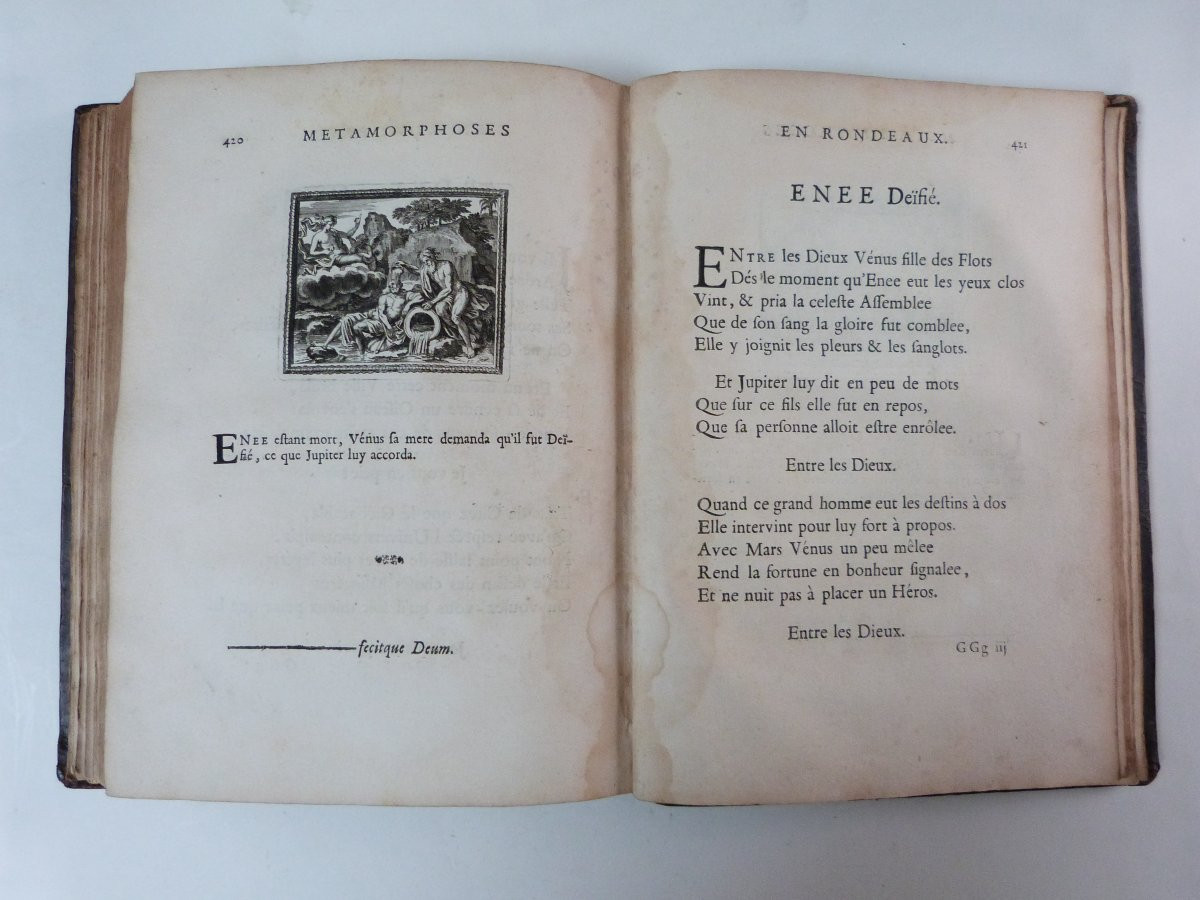 420 METAMORPHOSES
ENEE eſtant mort, Vénus ſa mere demanda qu'il fut Deï-
fié, ce que Jupiter luy accorda.
fecitque Deum.
EN RONDEAUX. 421
ENEE Deïfié.
ENTRE les Dieux Vénus fille des Flots
Dés le moment qu'Enee eut les yeux clos
Vint, & pria la celeſte Aſſemblee
Que de ſon ſang la gloire fut comblee,
Elle y joignit les pleurs & les ſanglots.
Et Jupiter luy dit en peu de mots
Que ſur ce fils elle fut en repos,
Que ſa perſonne alloit eſtre enrôlee.
Entre les Dieux.
Quand ce grand homme eut les deſtins à dos
Elle intervint pour luy fort à propos.
Avec Mars Vénus un peu mêlee
Rend la fortune en bonheur ſignalee,
Et ne nuit pas à placer un Héros.
Entre les Dieux.
GGg iij